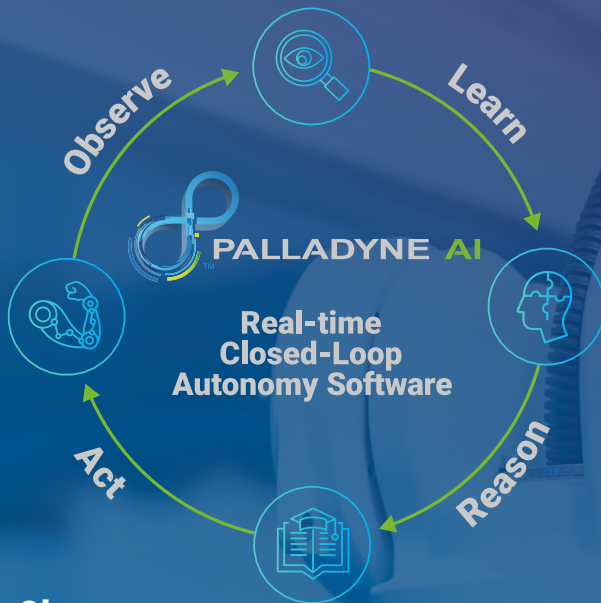 Observe
Learn
PALLADYNE AI
TM
Real-time
Closed-Loop
Autonomy Software
Act
Reason